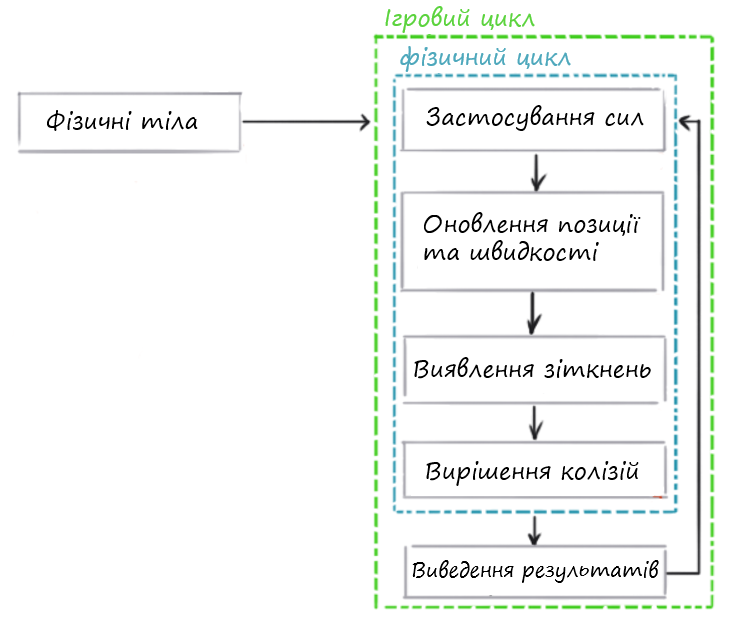 Ігровий цикл
фізичний цикл
Фізичні тіла
Застосування сил
Оновлення позиції
та швидкості
Виявлення зіткнень
Вирішення колізій
Виведення результатів